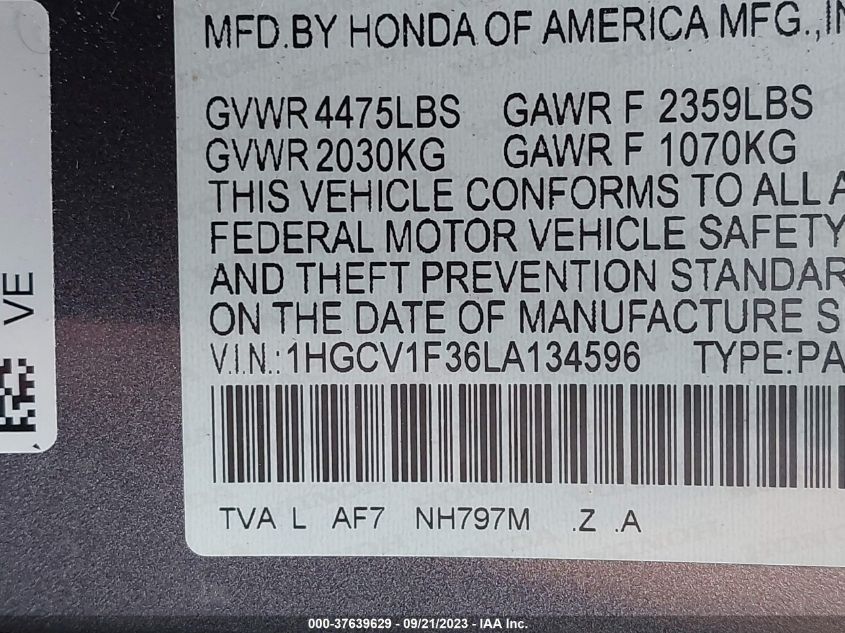 MFD.BY HONDA OF AMERICA MFG.,IN
GVWR 4475LBS GAWR F 2359LBS
GVWR 2030KG GAWR F 1070KG
THIS VEHICLE CONFORMS TO ALL A
FEDERAL MOTOR VEHICLE SAFETY
AND THEFT PREVENTION STANDAR
ON THE DATE OF MANUFACTURE S
V.I.N.:1HGCV1F36LA134596 TYPE:PA
TVA L AF7 NH797M .Z .A
VE
000-37639629 - 09/21/2023 - IAA Inc.